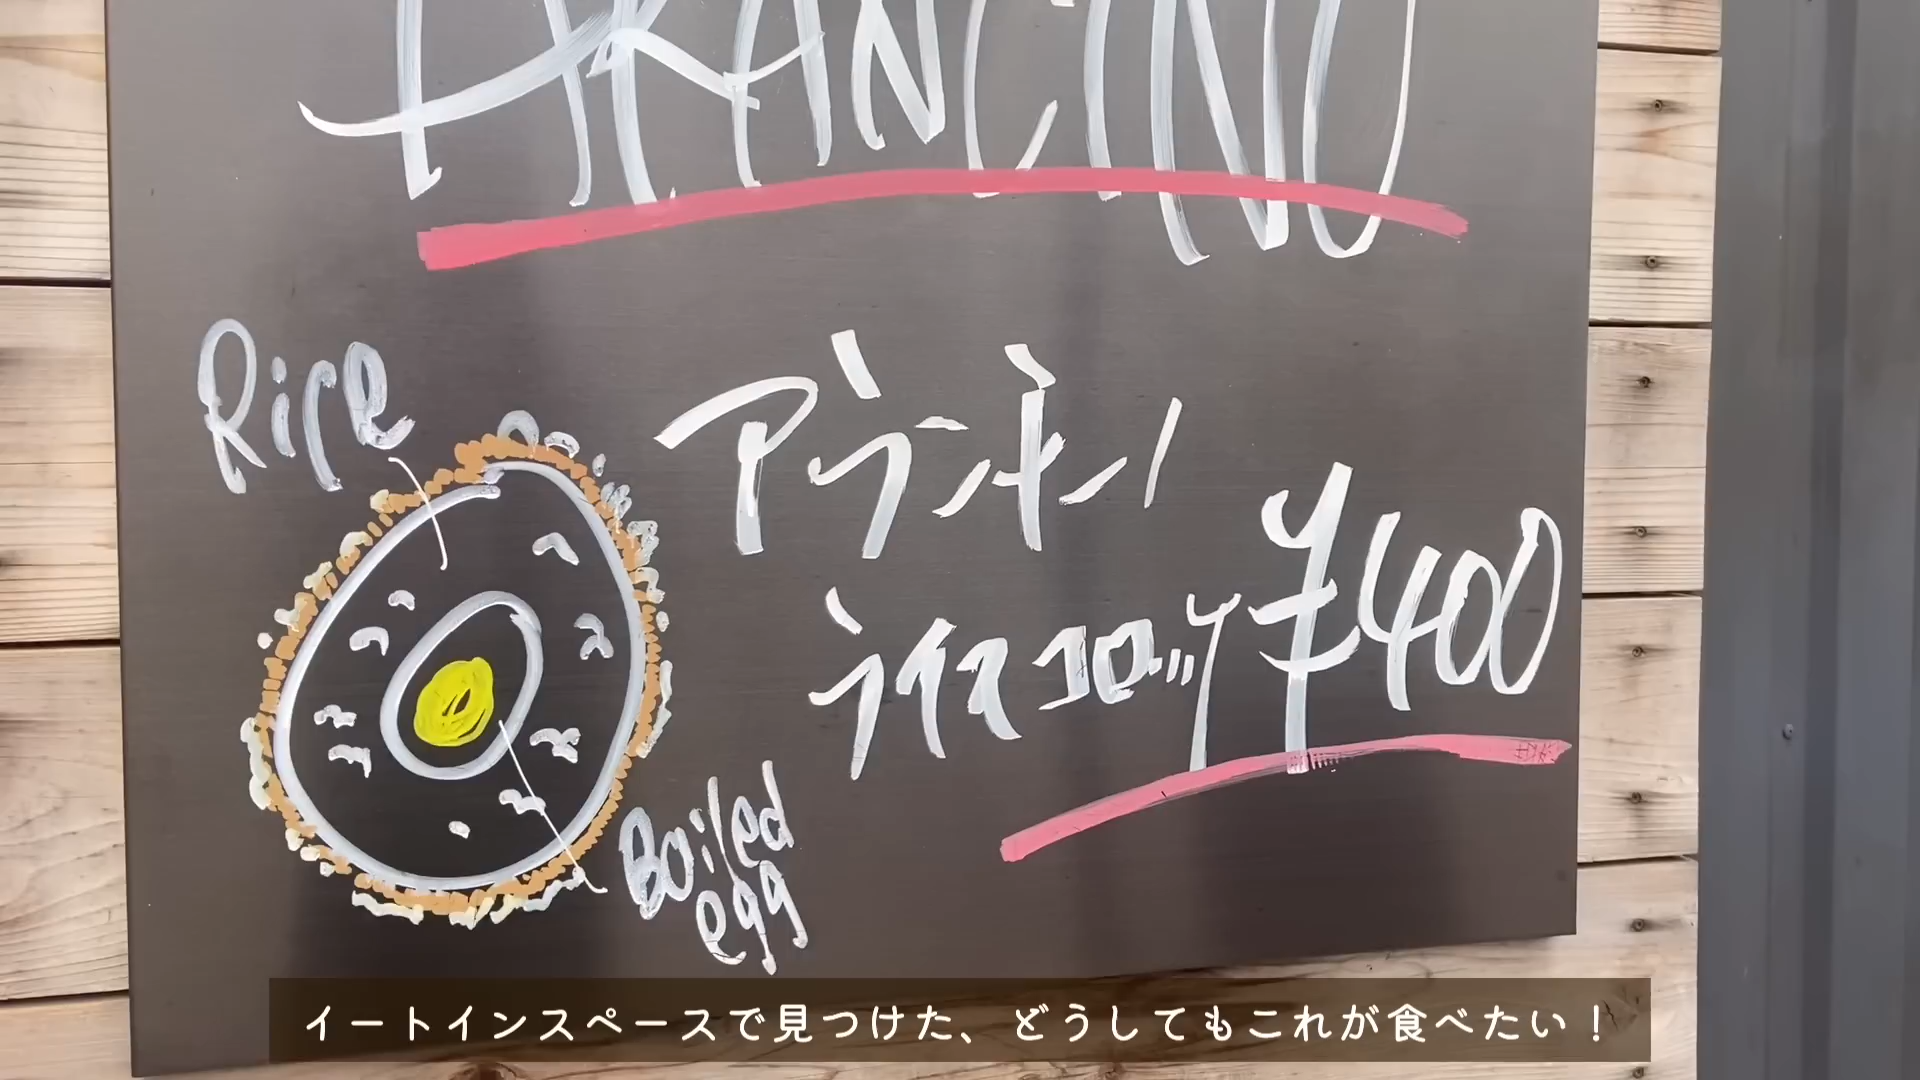 ARANCINO
Rice
アランチーノ
ライスコロッケ ¥400
Boiled
egg
イートインスペースで見つけた、どうしてもこれが食べたい！